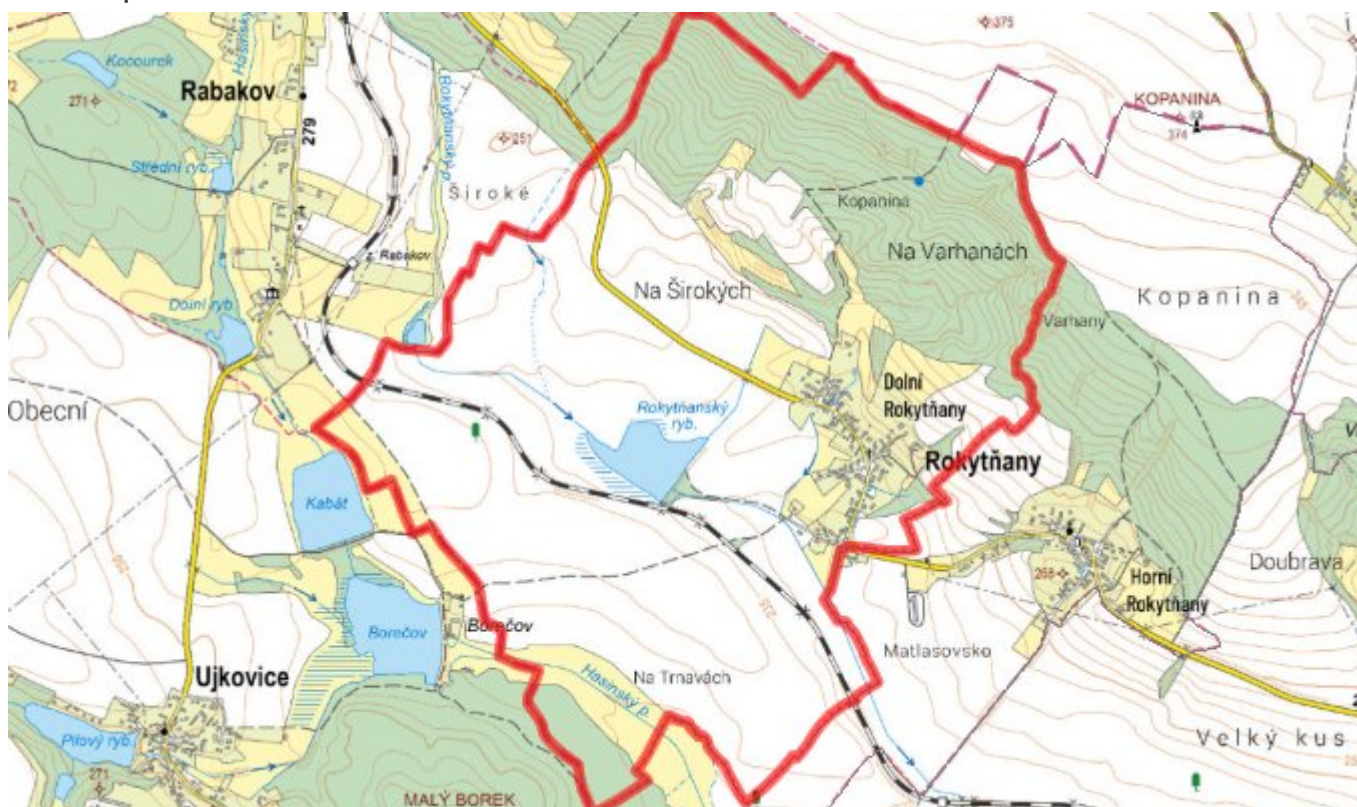 375
Kocourek
Hasinský
271
Rabakov
279
Rokytňanský p.
251
KOPANINA
374
Střední ryb.
Široké
Kopanina
z. Rabakov
Na Varhanách
Na Širokých
Kopanina
Dolní ryb.
Varhany
Obecní
Rokytňanský
ryb.
Dolní
Rokytňany
Rokytňany
Kabát
Doubrava
268
Horní
Rokytňany
235
Borečov
Borečov
Matlasovsko
Ujkovice
Na Trnavách
Hasinský p.
Pilový ryb.
Velký kus
271
MALÝ BOREK